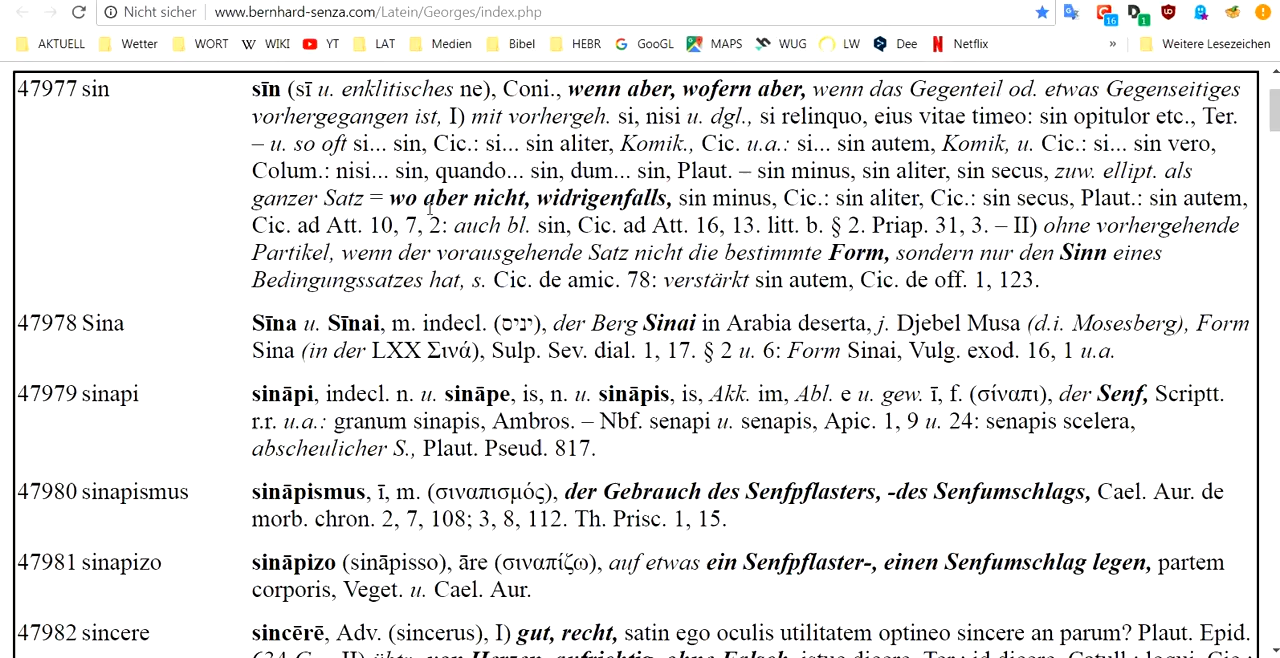 Nicht sicher | www.bernhard-senza.com/Latein/Georges/index.php
16 1
AKTUELL Wetter WORT WIKI YT LAT Medien Bibel HEBR GooGL MAPS WUG LW Dee Netflix » Weitere Lesezeichen
47977 sin sīn (sī u. enklitisches ne), Coni., wenn aber, wofern aber, wenn das Gegenteil od. etwas Gegenseitiges
vorhergegangen ist, I) mit vorhergeh. si, nisi u. dgl., si relinquo, eius vitae timeo: sin opitulor etc., Ter.
– u. so oft si... sin, Cic.: si... sin aliter, Komik., Cic. u.a.: si... sin autem, Komik, u. Cic.: si... sin vero,
Colum.: nisi... sin, quando... sin, dum... sin, Plaut. – sin minus, sin aliter, sin secus, zuw. ellipt. als
ganzer Satz = wo aber nicht, widrigenfalls, sin minus, Cic.: sin aliter, Cic.: sin secus, Plaut.: sin autem,
Cic. ad Att. 10, 7, 2: auch bl. sin, Cic. ad Att. 16, 13. litt. b. § 2. Priap. 31, 3. – II) ohne vorhergehende
Partikel, wenn der vorausgehende Satz nicht die bestimmte Form, sondern nur den Sinn eines
Bedingungssatzes hat, s. Cic. de amic. 78: verstärkt sin autem, Cic. de off. 1, 123.
47978 Sina Sīna u. Sīnai, m. indecl. (יניס), der Berg Sinai in Arabia deserta, j. Djebel Musa (d.i. Mosesberg), Form
Sina (in der LXX Σινά), Sulp. Sev. dial. 1, 17. § 2 u. 6: Form Sinai, Vulg. exod. 16, 1 u.a.
47979 sinapi sināpi, indecl. n. u. sināpe, is, n. u. sināpis, is, Akk. im, Abl. e u. gew. ī, f. (σίναπι), der Senf, Scriptt.
r.r. u.a.: granum sinapis, Ambros. – Nbf. senapi u. senapis, Apic. 1, 9 u. 24: senapis scelera,
abscheulicher S., Plaut. Pseud. 817.
47980 sinapismus sināpismus, ī, m. (σιναπισμός), der Gebrauch des Senfpflasters, -des Senfumschlags, Cael. Aur. de
morb. chron. 2, 7, 108; 3, 8, 112. Th. Prisc. 1, 15.
47981 sinapizo sināpizo (sināpisso), āre (σιναπίζω), auf etwas ein Senfpflaster-, einen Senfumschlag legen, partem
corporis, Veget. u. Cael. Aur.
47982 sincere sincērē, Adv. (sincerus), I) gut, recht, satin ego oculis utilitatem optineo sincere an parum? Plaut. Epid.